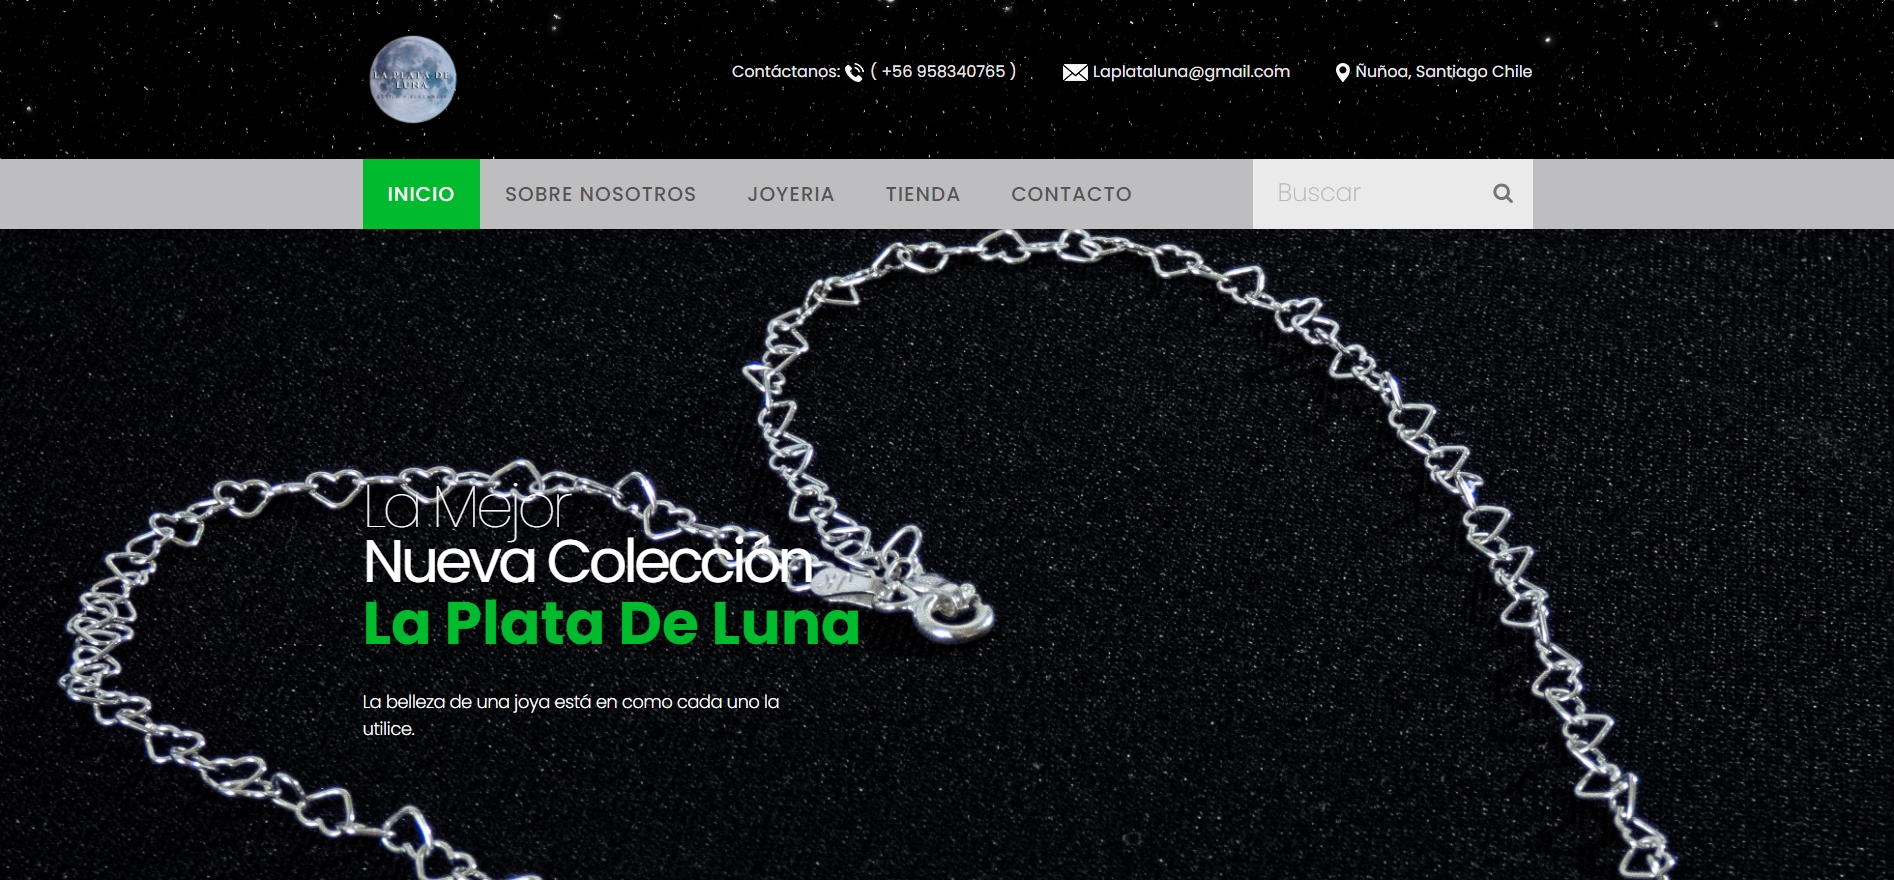 LA PLATA DE
LUNA
Contáctanos: ( +56 958340765 )
Laplataluna@gmail.com
Ñuñoa, Santiago Chile
INICIO
SOBRE NOSOTROS
JOYERIA
TIENDA
CONTACTO
Buscar
La Mejor
Nueva Colección
La Plata De Luna
La belleza de una joya está en como cada uno la
utilice.